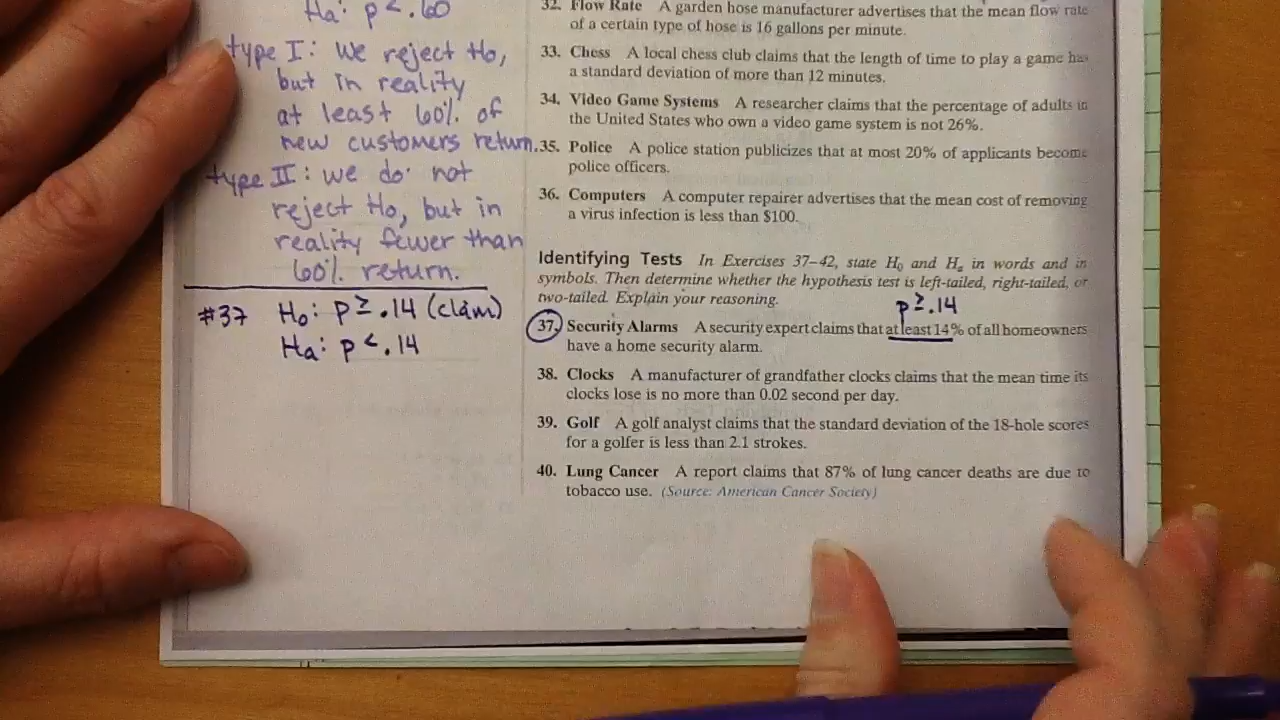 Ha: p < .60
type I: We reject Ho,
but in reality
at least 60% of
new customers return.
type II: we do not
reject Ho, but in
reality fewer than
60% return.
#37 Ho: p ≥ .14 (claim)
Ha: p < .14
32. Flow Rate A garden hose manufacturer advertises that the mean flow rate
of a certain type of hose is 16 gallons per minute.
33. Chess A local chess club claims that the length of time to play a game has
a standard deviation of more than 12 minutes.
34. Video Game Systems A researcher claims that the percentage of adults in
the United States who own a video game system is not 26%.
35. Police A police station publicizes that at most 20% of applicants become
police officers.
36. Computers A computer repairer advertises that the mean cost of removing
a virus infection is less than $100.
Identifying Tests In Exercises 37–42, state H₀ and Hₐ in words and in
symbols. Then determine whether the hypothesis test is left-tailed, right-tailed, or
two-tailed. Explain your reasoning.
p ≥ .14
37. Security Alarms A security expert claims that at least 14% of all homeowners
have a home security alarm.
38. Clocks A manufacturer of grandfather clocks claims that the mean time its
clocks lose is no more than 0.02 second per day.
39. Golf A golf analyst claims that the standard deviation of the 18-hole scores
for a golfer is less than 2.1 strokes.
40. Lung Cancer A report claims that 87% of lung cancer deaths are due to
tobacco use. (Source: American Cancer Society)